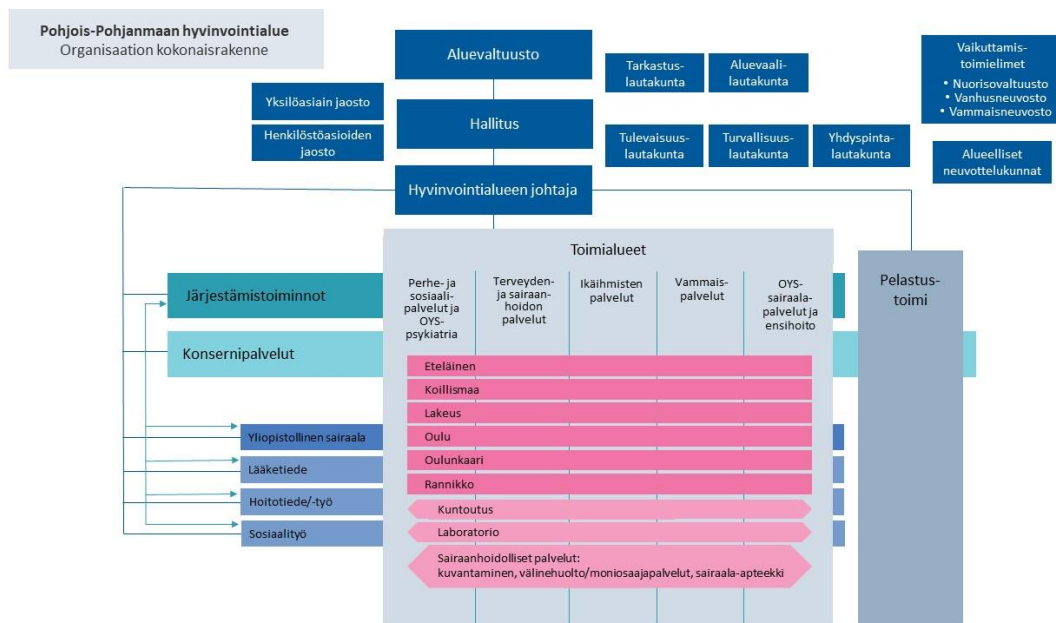 Pohjois-Pohjanmaan hyvinvointialue
Organisaation kokonaisrakenne
Aluevaltuusto
Tarkastus-
lautakunta
Aluevaali-
lautakunta
Vaikuttamis-
toimielimet
• Nuorisovaltuusto
• Vanhusneuvosto
• Vammaisneuvosto
Yksilöasiain jaosto
Henkilöstöasioiden
jaosto
Hallitus
Tulevaisuus-
lautakunta
Turvallisuus-
lautakunta
Yhdyspinta-
lautakunta
Alueelliset
neuvottelukunnat
Hyvinvointialueen johtaja
Toimialueet
Perhe- ja
sosiaali-
palvelut ja
OYS-
psykiatria
Terveyden-
ja sairaan-
hoidon
palvelut
Ikäihmisten
palvelut
Vammais-
palvelut
OYS-
sairaala-
palvelut ja
ensihoito
Pelastus-
toimi
Järjestämistoiminnot
Konsernipalvelut
Eteläinen
Koillismaa
Lakeus
Oulu
Oulunkaari
Rannikko
Kuntoutus
Laboratorio
Sairaanhoidolliset palvelut:
kuvantaminen, välinehuolto/moniosaajapalvelut, sairaala-apteekki
Yliopistollinen sairaala
Lääketiede
Hoitotiede/-työ
Sosiaalityö